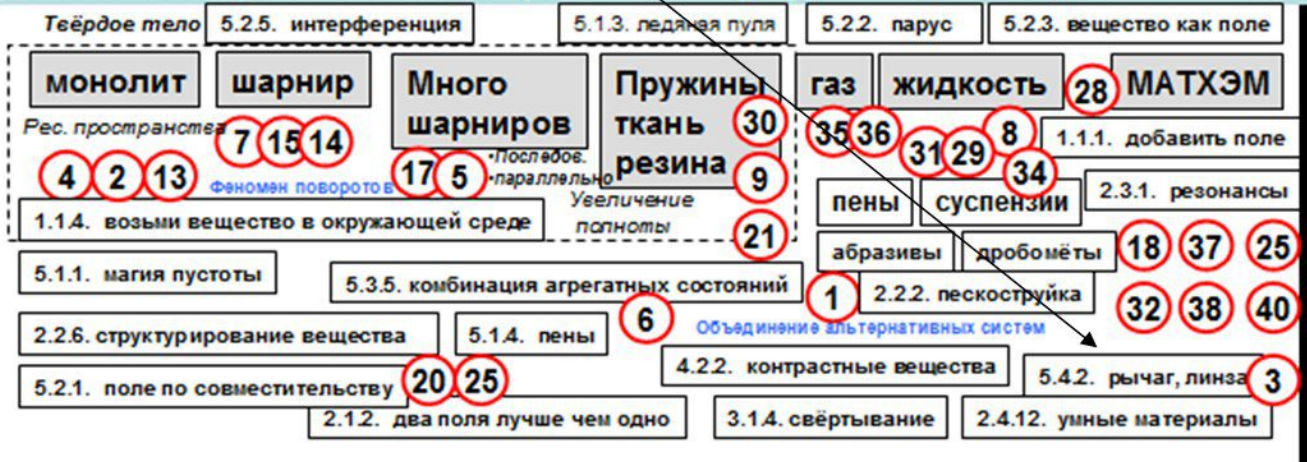 Твёрдое тело 5.2.5. интерференция 5.1.3. ледяная пуля 5.2.2. парус 5.2.3. вещество как поле
монолит шарнир Много шарниров Пружины ткань резина газ жидкость 28 МАТХЭМ
Рес. пространства 7 15 14 30 35 36 31 29 8 34 1.1.1. добавить поле
4 2 13 Феномен поворотов 17 5 •Последов. •параллельно 9 пены суспензии 2.3.1. резонансы
1.1.4. возьми вещество в окружающей среде Увеличение полноты 21 абразивы дробомёты 18 37 25
5.1.1. магия пустоты 5.3.5. комбинация агрегатных состояний 1 2.2.2. пескоструйка 32 38 40
2.2.6. структурирование вещества 5.1.4. пены 6 Объединение альтернативных систем
5.2.1. поле по совместительству 20 25 4.2.2. контрастные вещества 5.4.2. рычаг, линза 3
2.1.2. два поля лучше чем одно 3.1.4. свёртывание 2.4.12. умные материалы